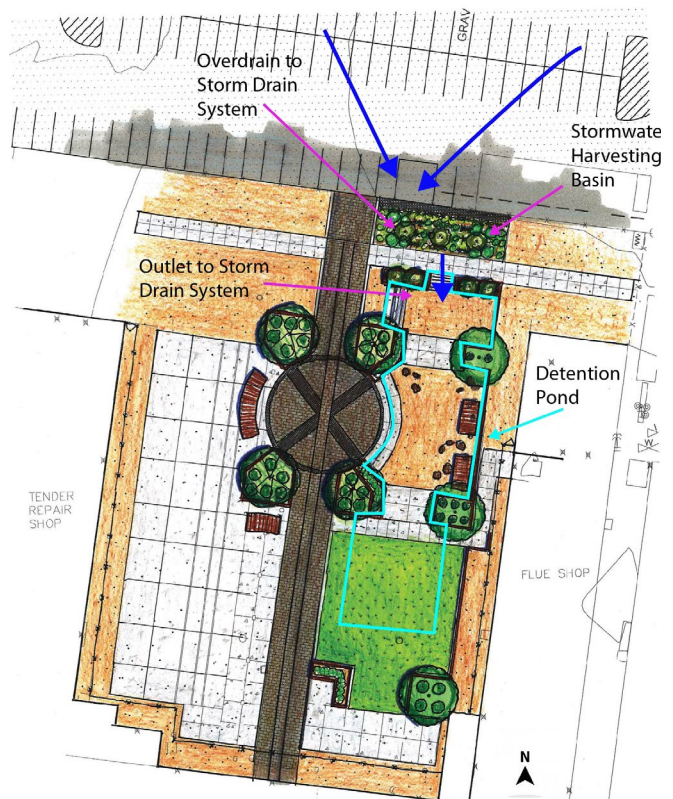 GRAV
Overdrain to
Storm Drain
System
Stormwate
Harvesting
Basin
Outlet to Storm
Drain System
Detention
Pond
W
TENDER
REPAIR
SHOP
FLUE SHOP
N